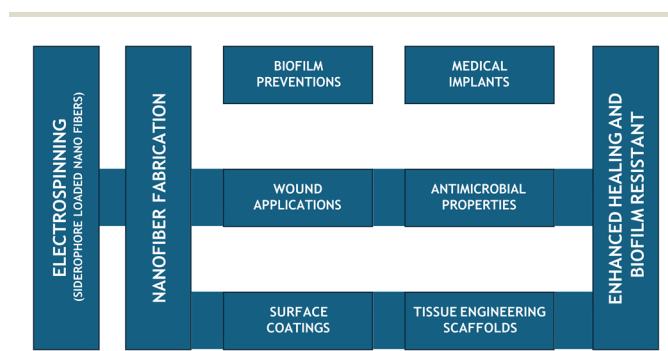 ELECTROSPINNING
(SIDEROPHORE LOADED NANO FIBERS)
NANOFIBER FABRICATION
BIOFILM
PREVENTIONS
MEDICAL
IMPLANTS
WOUND
APPLICATIONS
ANTIMICROBIAL
PROPERTIES
SURFACE
COATINGS
TISSUE ENGINEERING
SCAFFOLDS
ENHANCED HEALING AND
BIOFILM RESISTANT